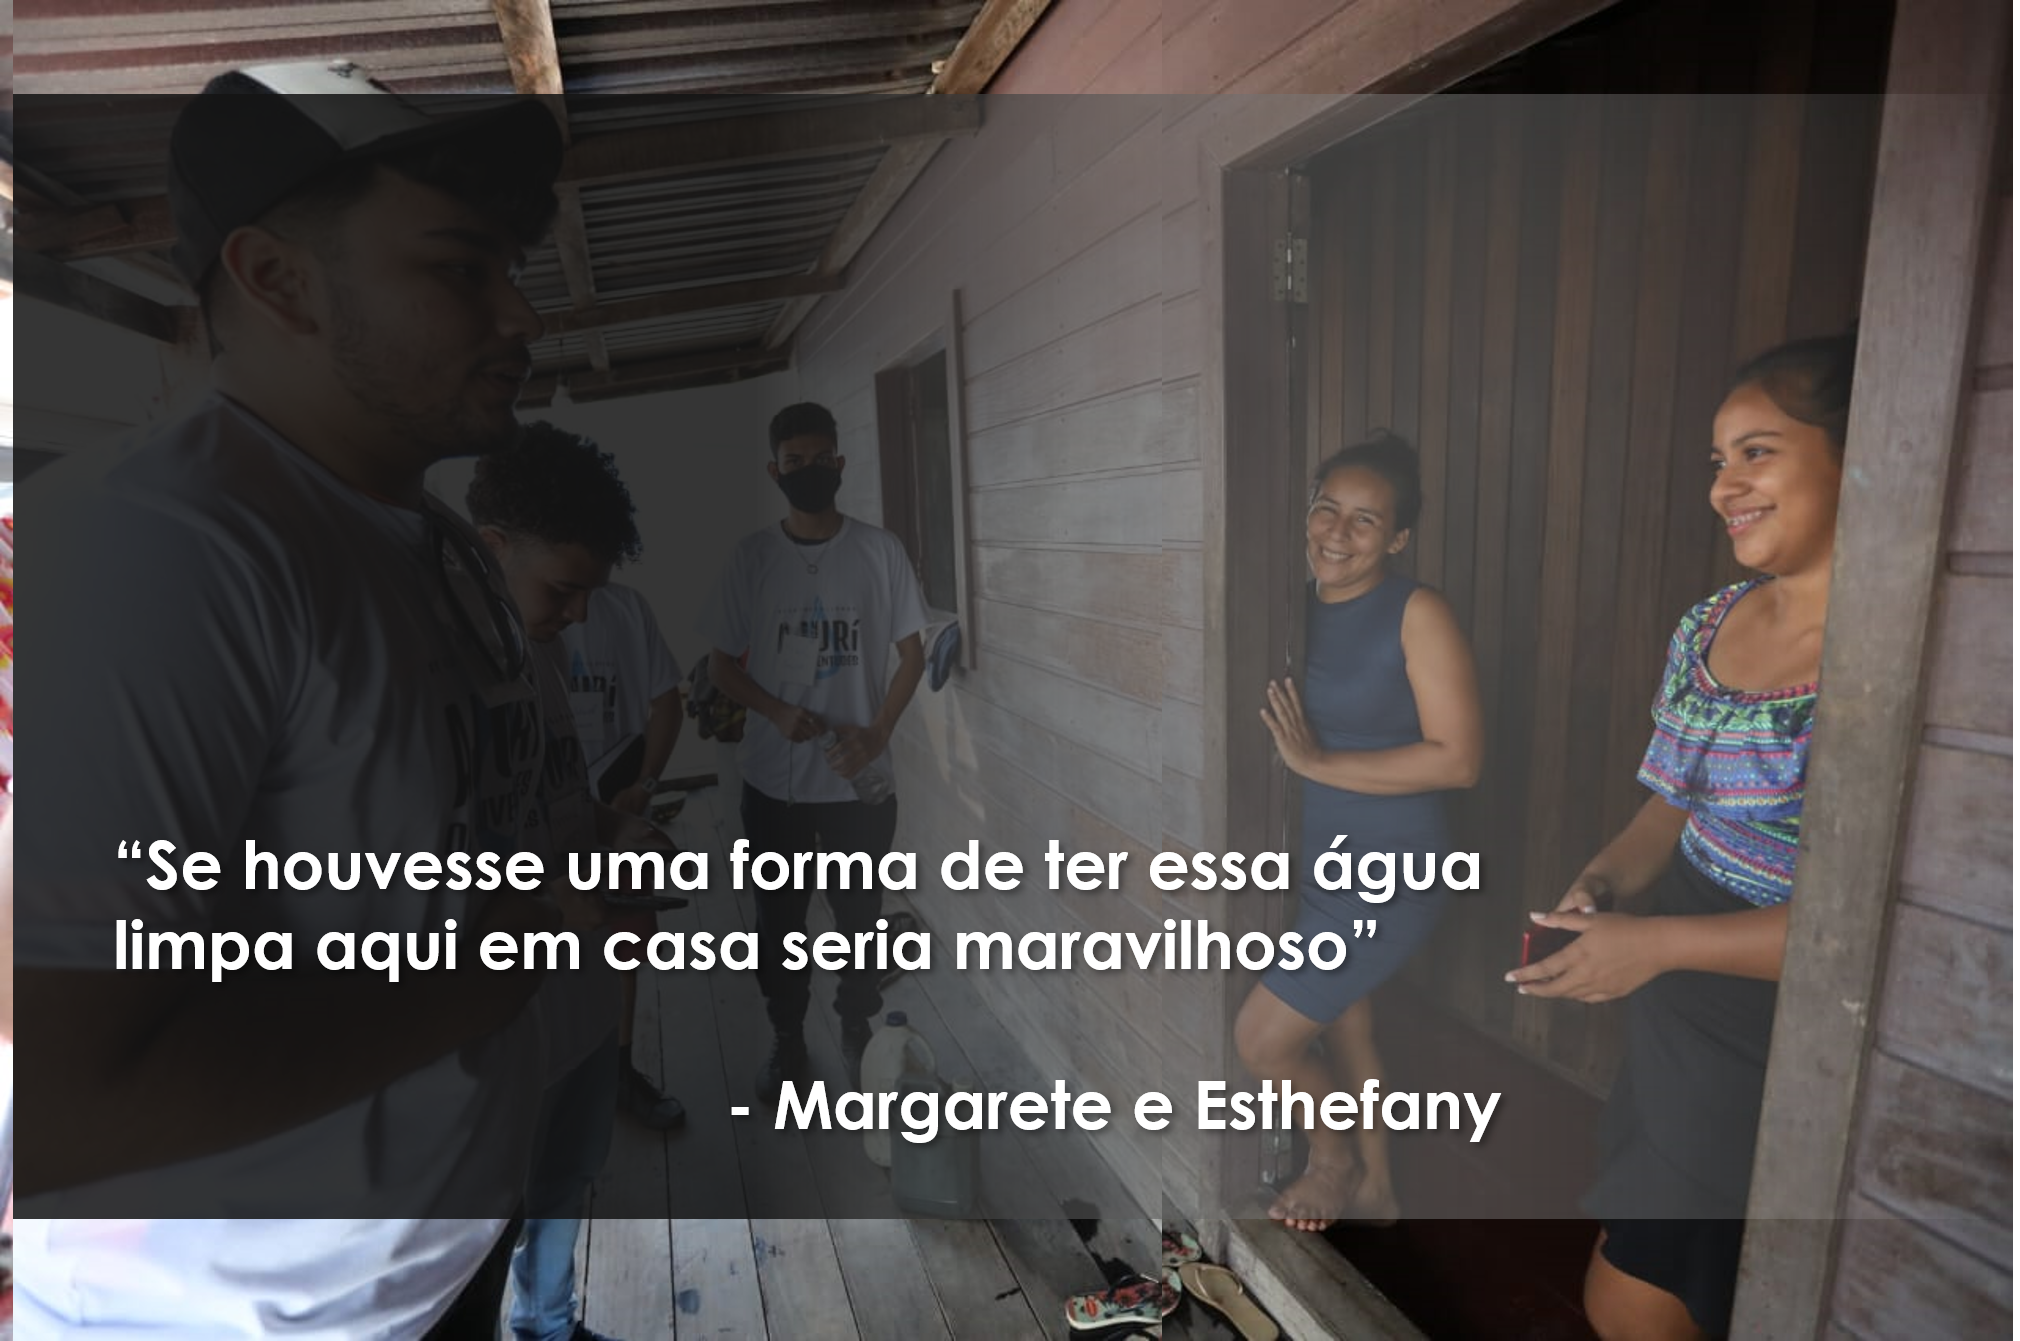 “Se houvesse uma forma de ter essa água
limpa aqui em casa seria maravilhoso”
- Margarete e Esthefany